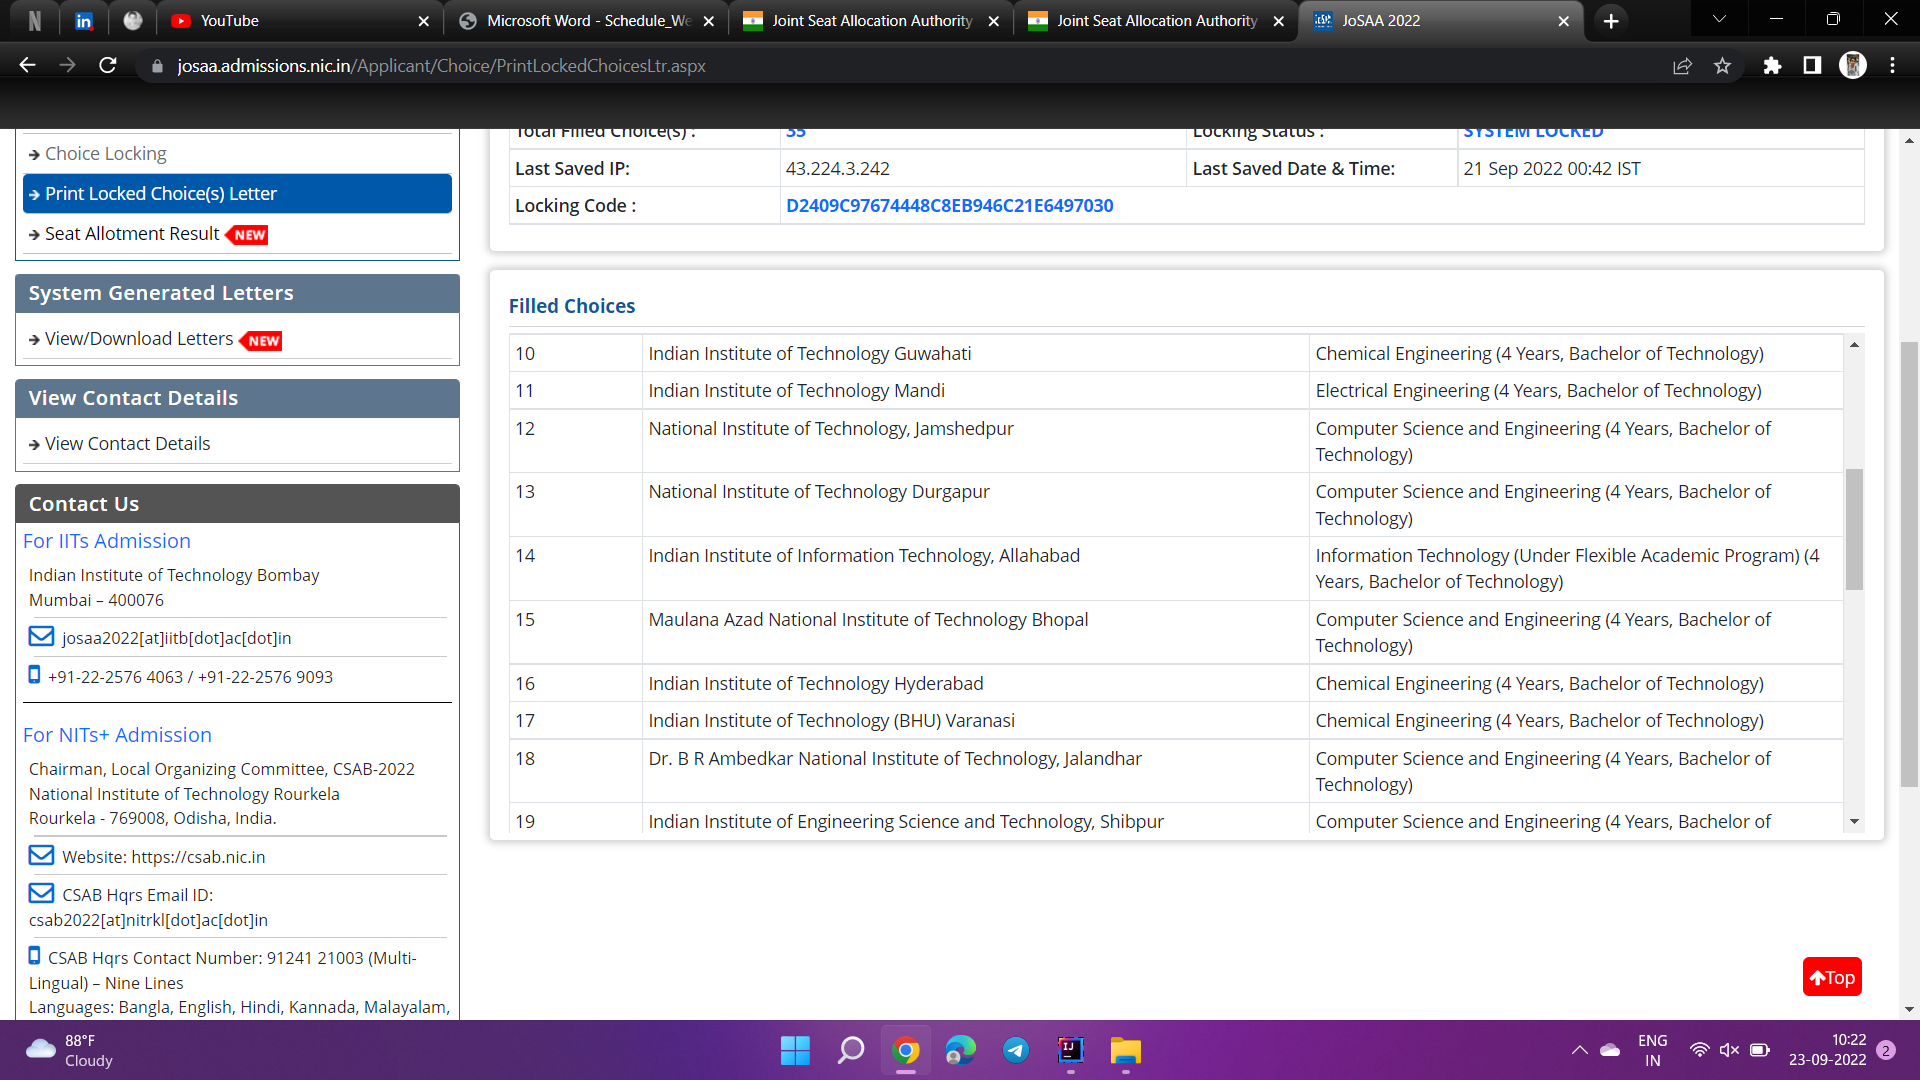 YouTube
Microsoft Word - Schedule_We
Joint Seat Allocation Authority
Joint Seat Allocation Authority
JoSAA 2022
josaa.admissions.nic.in/Applicant/Choice/PrintLockedChoicesLtr.aspx
Choice Locking
Print Locked Choice(s) Letter
Seat Allotment Result NEW
System Generated Letters
View/Download Letters NEW
View Contact Details
View Contact Details
Contact Us
For IITs Admission
Indian Institute of Technology Bombay
Mumbai – 400076
josaa2022[at]iitb[dot]ac[dot]in
+91-22-2576 4063 / +91-22-2576 9093
For NITs+ Admission
Chairman, Local Organizing Committee, CSAB-2022
National Institute of Technology Rourkela
Rourkela - 769008, Odisha, India.
Website: https://csab.nic.in
CSAB Hqrs Email ID:
csab2022[at]nitrkl[dot]ac[dot]in
CSAB Hqrs Contact Number: 91241 21003 (Multi-
Lingual) – Nine Lines
Languages: Bangla, English, Hindi, Kannada, Malayalam,
Total Filled Choice(s) : 35 Locking Status : SYSTEM LOCKED
Last Saved IP: 43.224.3.242 Last Saved Date & Time: 21 Sep 2022 00:42 IST
Locking Code : D2409C97674448C8EB946C21E6497030
Filled Choices
10 Indian Institute of Technology Guwahati Chemical Engineering (4 Years, Bachelor of Technology)
11 Indian Institute of Technology Mandi Electrical Engineering (4 Years, Bachelor of Technology)
12 National Institute of Technology, Jamshedpur Computer Science and Engineering (4 Years, Bachelor of
Technology)
13 National Institute of Technology Durgapur Computer Science and Engineering (4 Years, Bachelor of
Technology)
14 Indian Institute of Information Technology, Allahabad Information Technology (Under Flexible Academic Program) (4
Years, Bachelor of Technology)
15 Maulana Azad National Institute of Technology Bhopal Computer Science and Engineering (4 Years, Bachelor of
Technology)
16 Indian Institute of Technology Hyderabad Chemical Engineering (4 Years, Bachelor of Technology)
17 Indian Institute of Technology (BHU) Varanasi Chemical Engineering (4 Years, Bachelor of Technology)
18 Dr. B R Ambedkar National Institute of Technology, Jalandhar Computer Science and Engineering (4 Years, Bachelor of
Technology)
19 Indian Institute of Engineering Science and Technology, Shibpur Computer Science and Engineering (4 Years, Bachelor of
Top
88°F
Cloudy
ENG
IN
10:22
23-09-2022
2